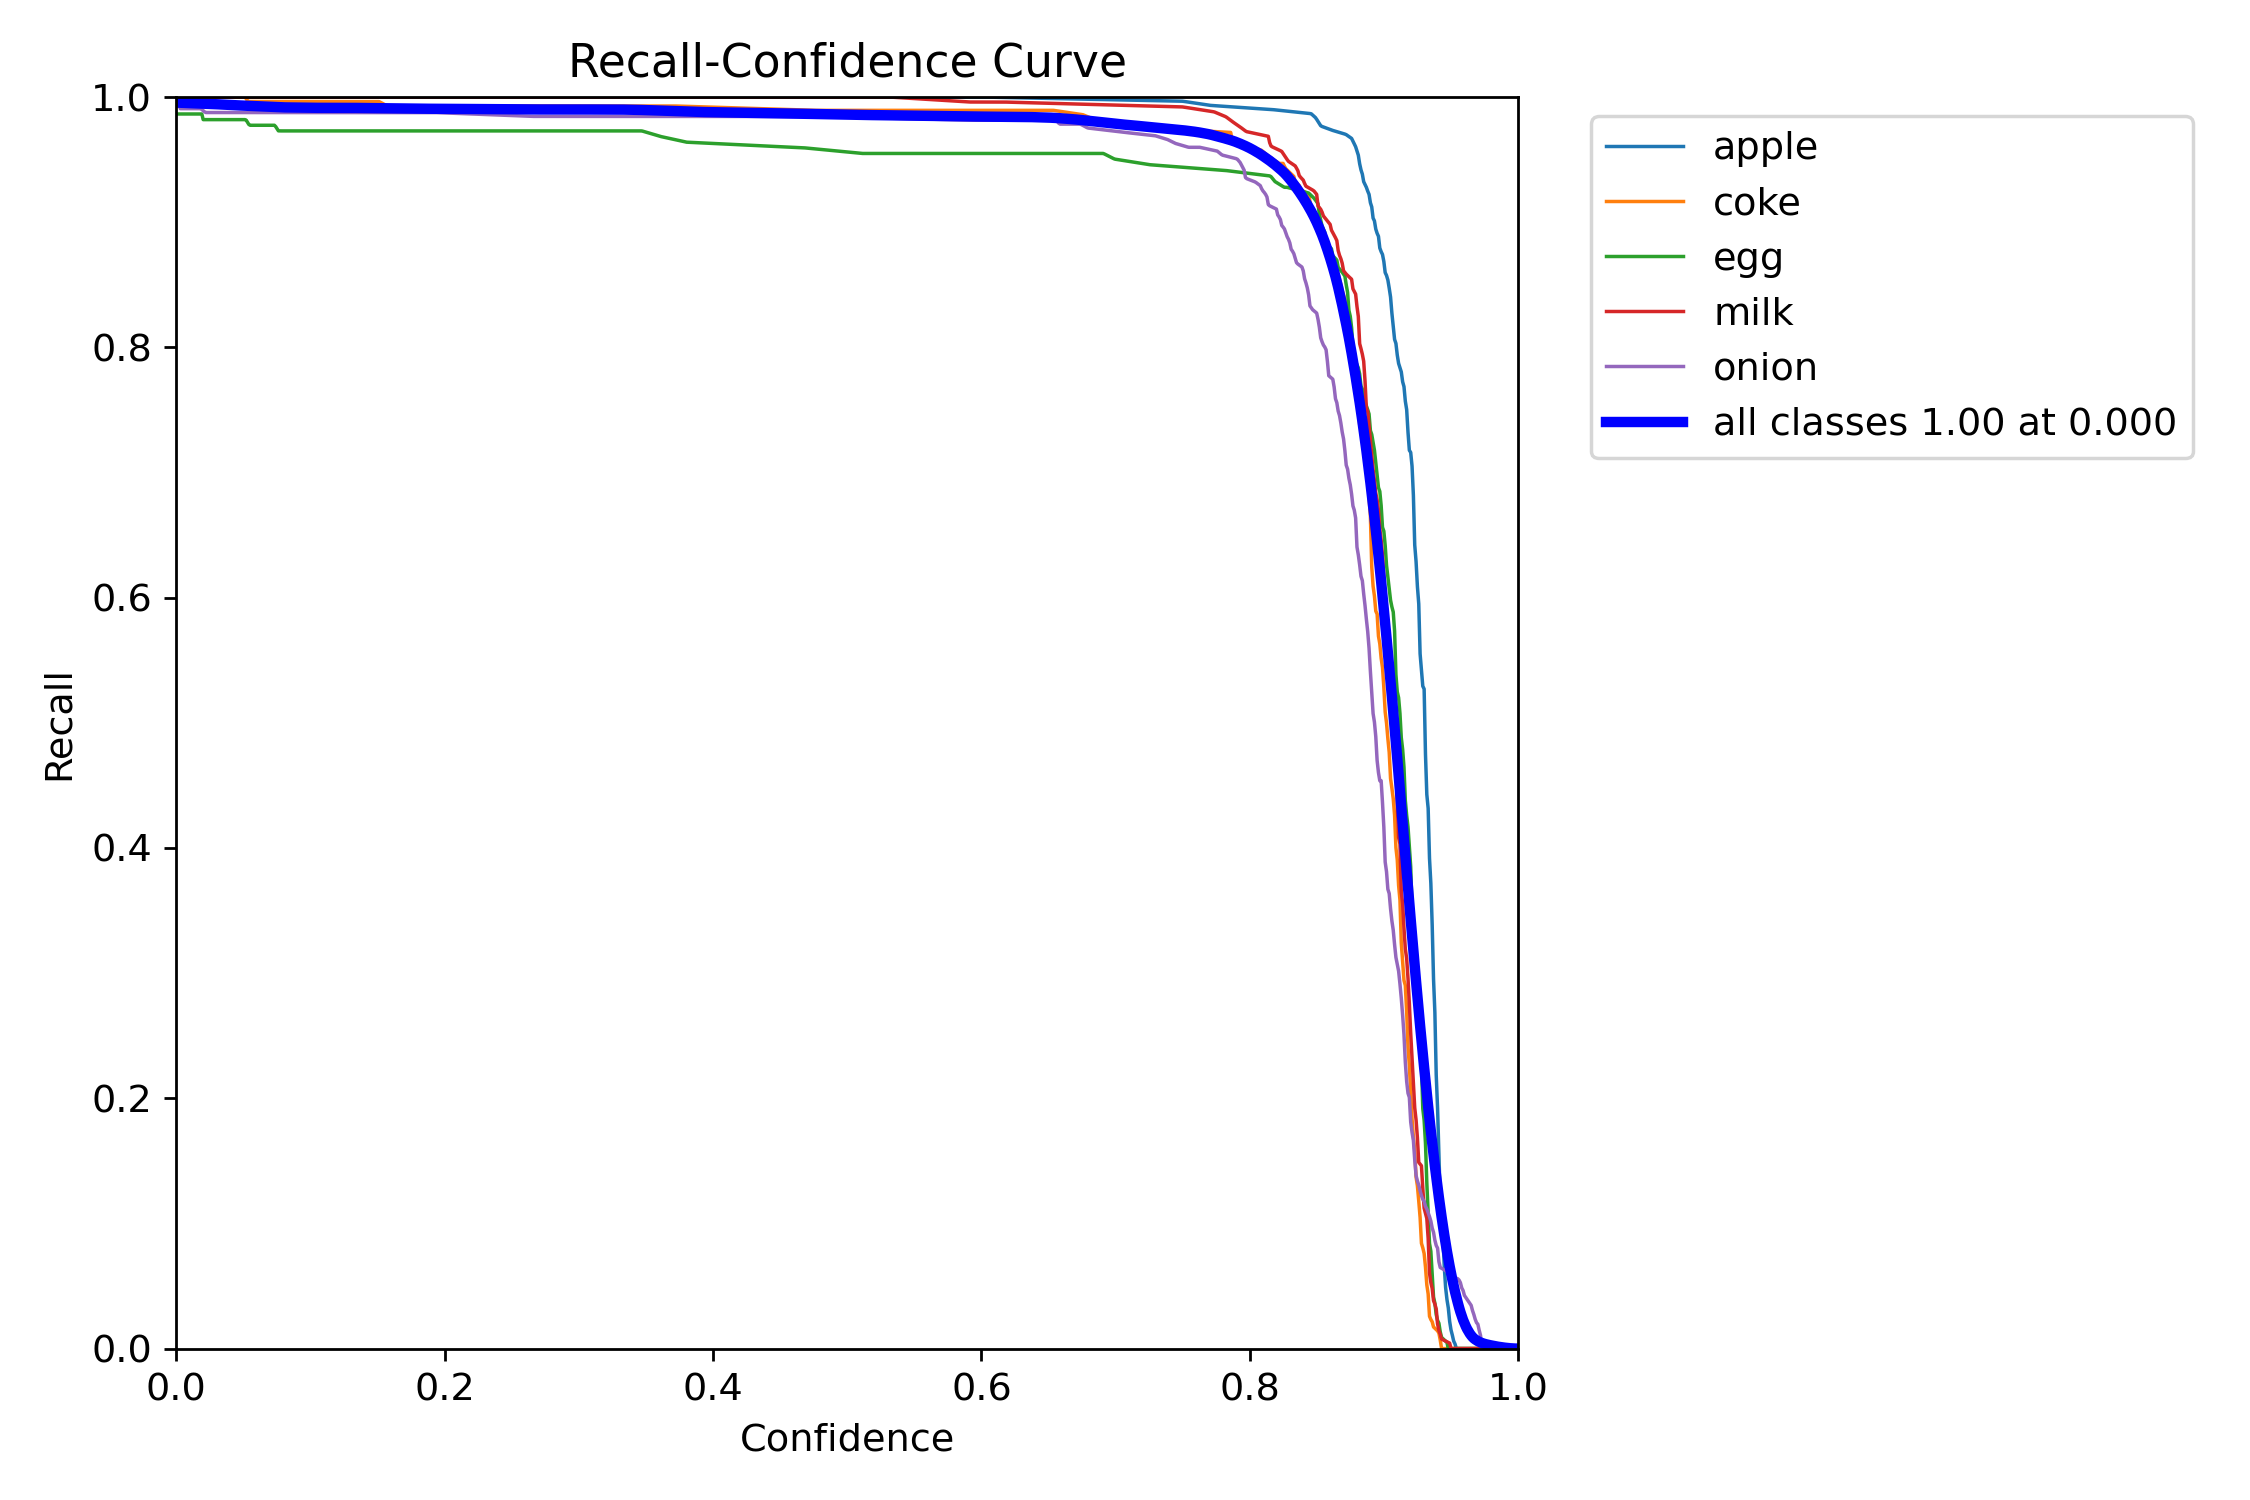 Recall-Confidence Curve
1.0
0.8
0.6
0.4
0.2
0.0
Recall
0.0 0.2 0.4 0.6 0.8 1.0
Confidence
apple
coke
egg
milk
onion
all classes 1.00 at 0.000